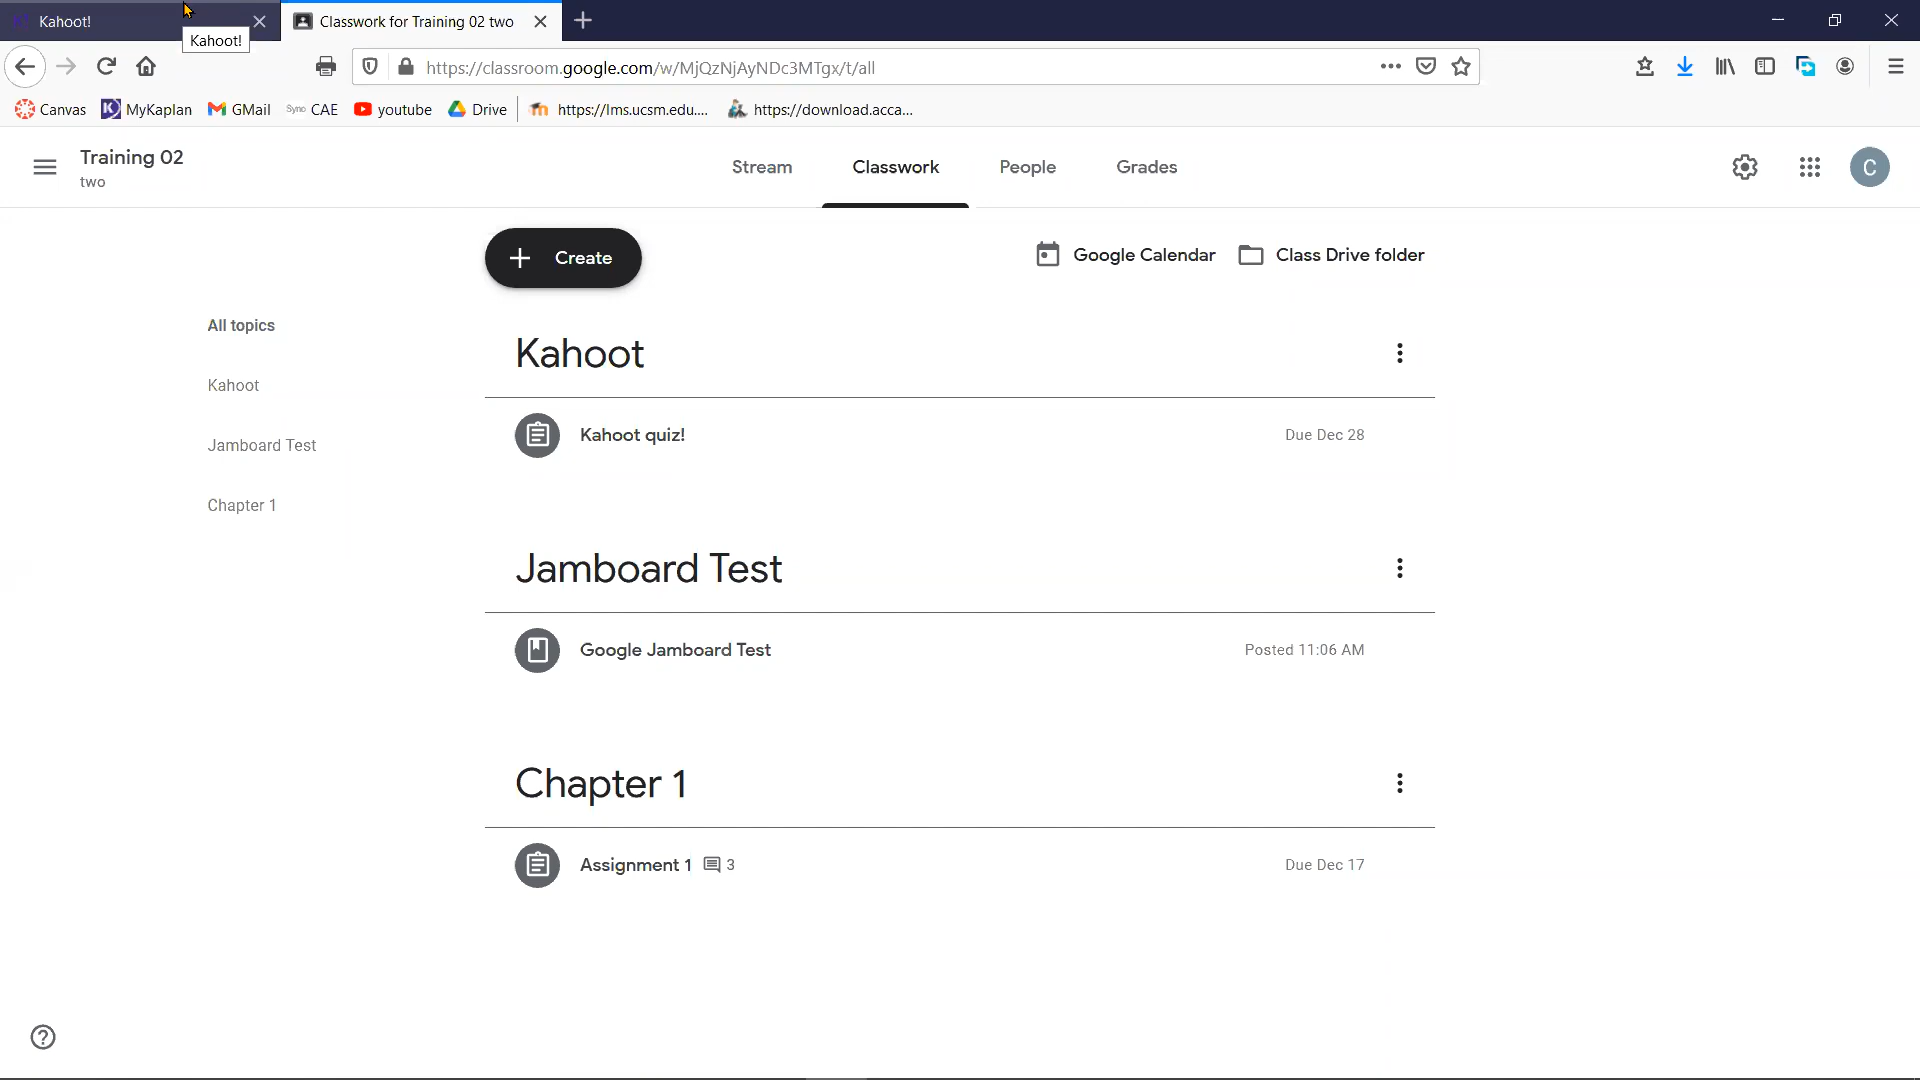 Kahoot!
Classwork for Training 02 two
Kahoot!
https://classroom.google.com/w/MjQzNjAyNDc3MTgx/t/all
Canvas
MyKaplan
GMail
Sync CAE
youtube
Drive
https://lms.ucsm.edu....
https://download.acca...
Training 02
two
Stream
Classwork
People
Grades
C
Create
Google Calendar
Class Drive folder
All topics
Kahoot
Jamboard Test
Chapter 1
Kahoot
Kahoot quiz!
Due Dec 28
Jamboard Test
Google Jamboard Test
Posted 11:06 AM
Chapter 1
Assignment 1
3
Due Dec 17